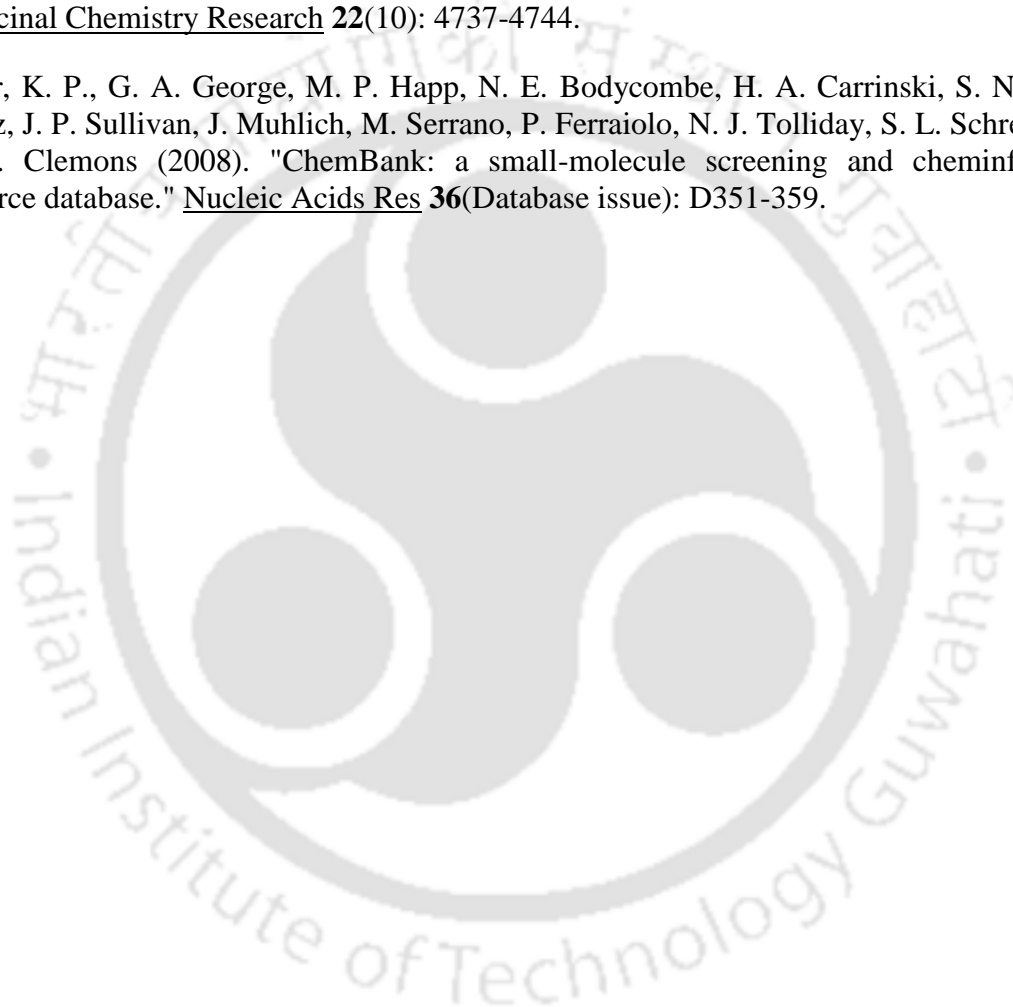 cinal Chemistry Research 22(10): 4737-4744.
r, K. P., G. A. George, M. P. Happ, N. E. Bodycombe, H. A. Carrinski, S. N
z, J. P. Sullivan, J. Muhlich, M. Serrano, P. Ferraiolo, N. J. Tolliday, S. L. Schre
. Clemons (2008). "ChemBank: a small-molecule screening and cheminf
rce database." Nucleic Acids Res 36(Database issue): D351-359.
भारतीय प्रौद्योगिकी संस्थान गुवाहाटी
Indian Institute of Technology Guwahati